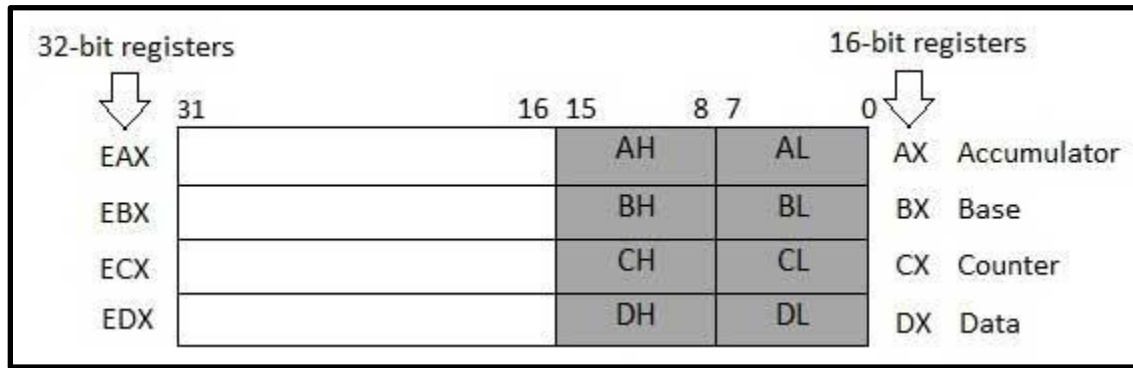 32-bit registers 16-bit registers
31 16 15 8 7 0
EAX AH AL AX Accumulator
EBX BH BL BX Base
ECX CH CL CX Counter
EDX DH DL DX Data